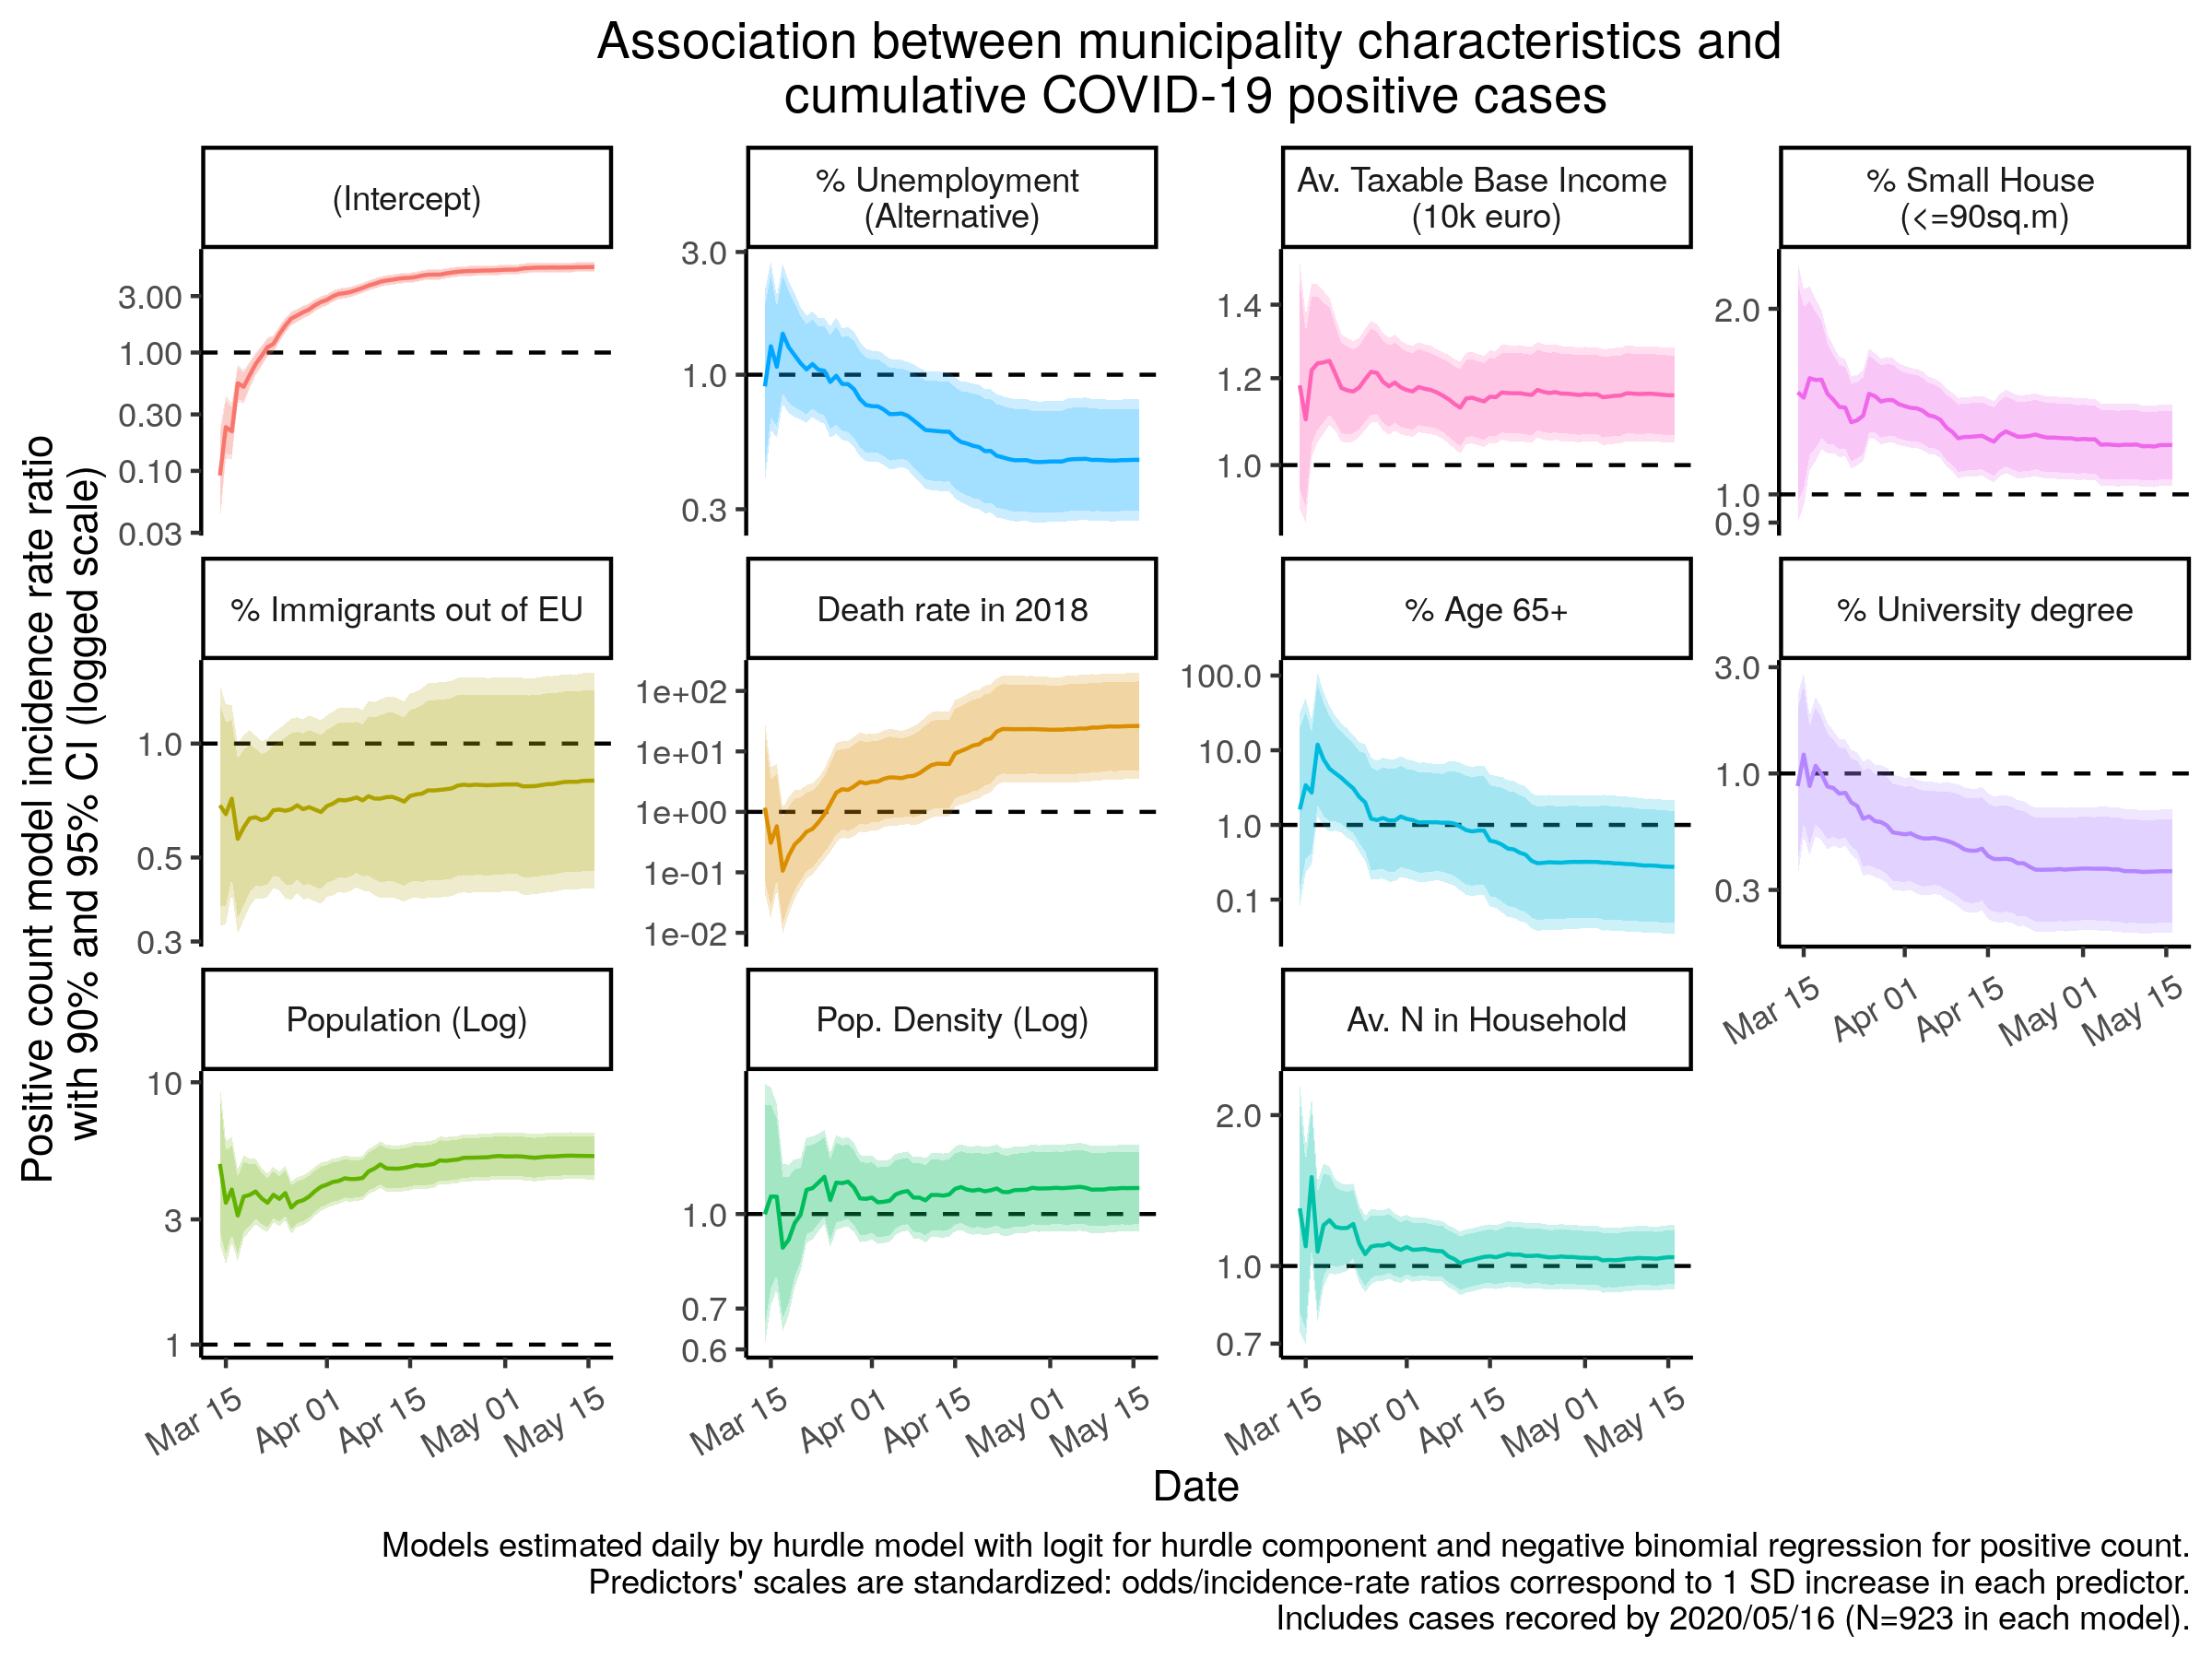 Association between municipality characteristics and
cumulative COVID-19 positive cases
Positive count model incidence rate ratio
with 90% and 95% CI (logged scale)
(Intercept)
3.00
1.00
0.30
0.10
0.03
% Unemployment
(Alternative)
3.0
1.0
0.3
Av. Taxable Base Income
(10k euro)
1.4
1.2
1.0
% Small House
(<=90sq.m)
2.0
1.0
0.9
% Immigrants out of EU
1.0
0.5
0.3
Death rate in 2018
1e+02
1e+01
1e+00
1e-01
1e-02
% Age 65+
100.0
10.0
1.0
0.1
% University degree
3.0
1.0
0.3
Mar 15 Apr 01 Apr 15 May 01 May 15
Population (Log)
10
3
1
Mar 15 Apr 01 Apr 15 May 01 May 15
Pop. Density (Log)
1.0
0.7
0.6
Mar 15 Apr 01 Apr 15 May 01 May 15
Av. N in Household
2.0
1.0
0.7
Mar 15 Apr 01 Apr 15 May 01 May 15
Date
Models estimated daily by hurdle model with logit for hurdle component and negative binomial regression for positive count.
Predictors' scales are standardized: odds/incidence-rate ratios correspond to 1 SD increase in each predictor.
Includes cases recored by 2020/05/16 (N=923 in each model).